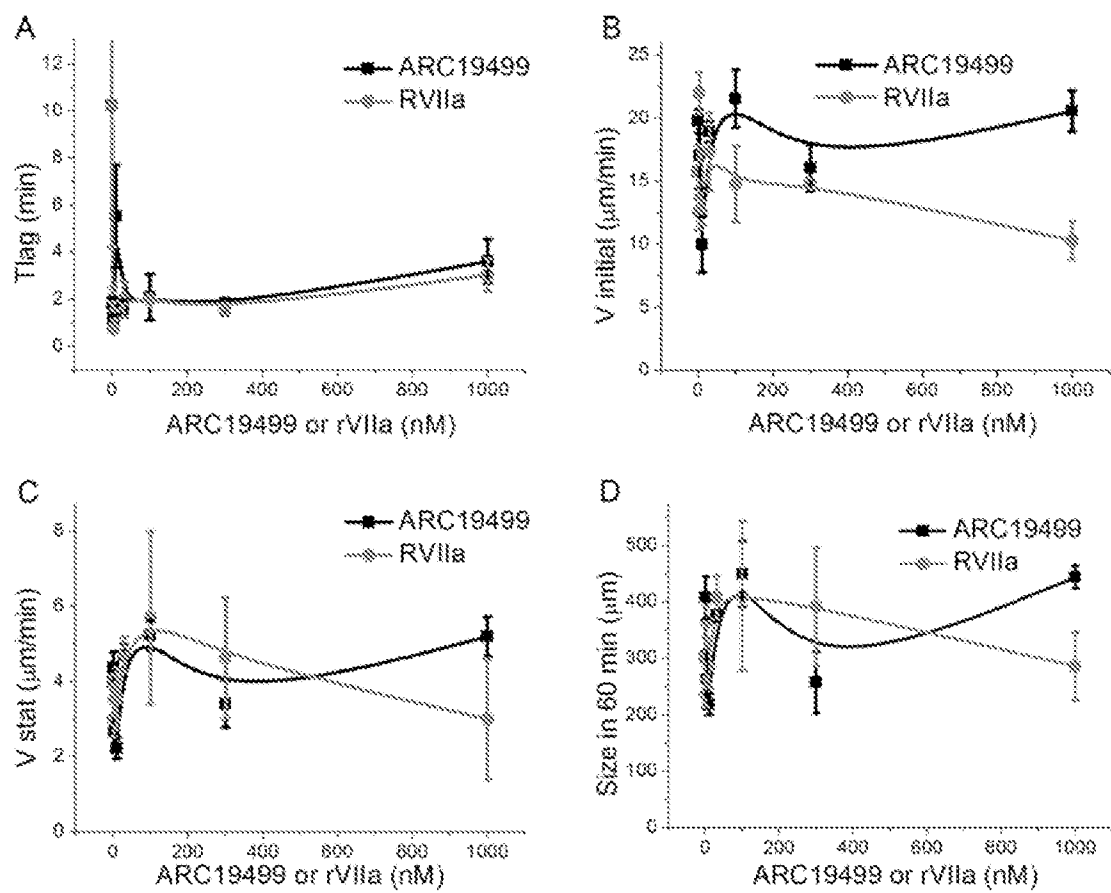 A
ARC19499
RVIIa
Tlag (min)
12
10
8
6
4
2
0
0 200 400 600 800 1000
ARC19499 or rVIIa (nM)
B
ARC19499
RVIIa
V initial (μm/min)
25
20
15
10
5
0
0 200 400 600 800 1000
ARC19499 or rVIIa (nM)
C
ARC19499
RVIIa
V stat (μm/min)
8
6
4
2
0
0 200 400 600 800 1000
ARC19499 or rVIIa (nM)
D
ARC19499
RVIIa
Size in 60 min (μm)
500
400
300
200
100
0
0 200 400 600 800 1000
ARC19499 or rVIIa (nM)